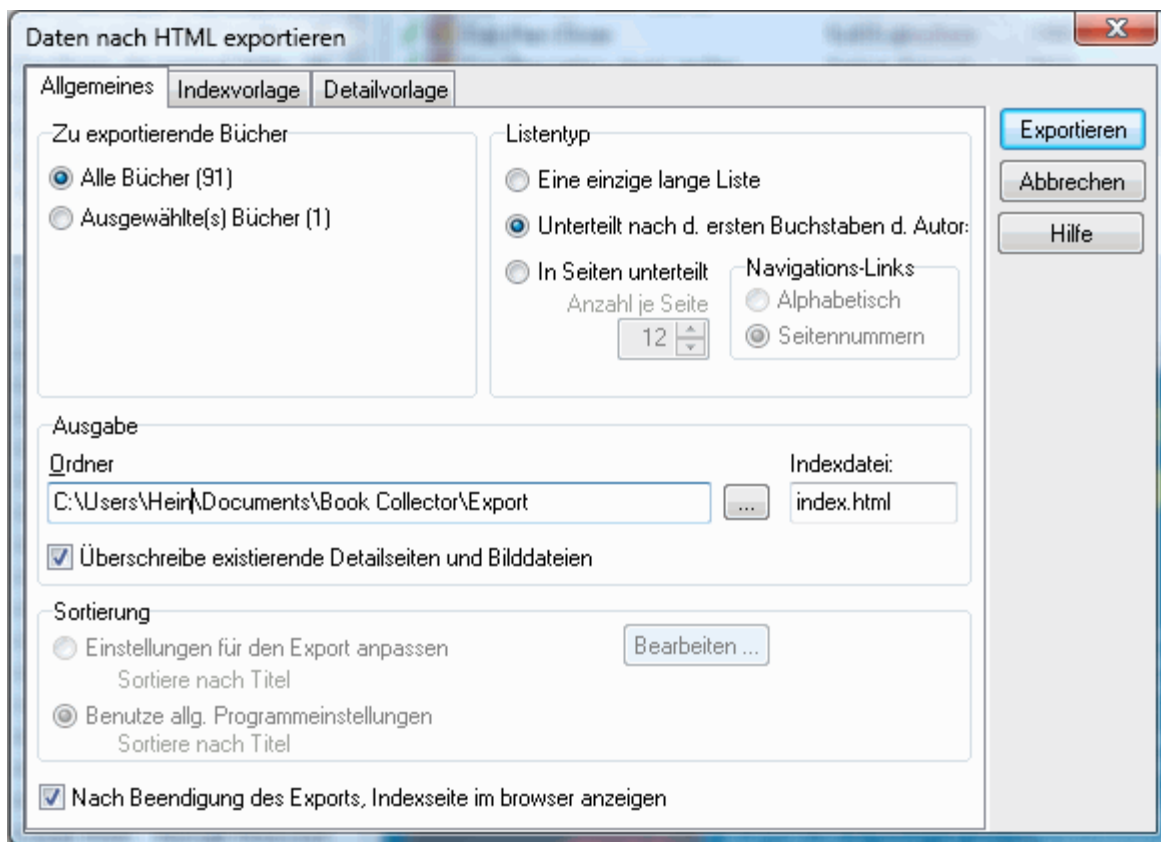 Daten nach HTML exportieren
Allgemeines
Indexvorlage
Detailvorlage
Zu exportierende Bücher
Alle Bücher (91)
Ausgewählte(s) Bücher (1)
Listentyp
Eine einzige lange Liste
Unterteilt nach d. ersten Buchstaben d. Autor:
In Seiten unterteilt
Anzahl je Seite
12
Navigations-Links
Alphabetisch
Seitennummern
Exportieren
Abbrechen
Hilfe
Ausgabe
Ordner
C:\Users\Hein\Documents\Book Collector\Export
...
Indexdatei:
index.html
Überschreibe existierende Detailseiten und Bilddateien
Sortierung
Einstellungen für den Export anpassen
Sortiere nach Titel
Bearbeiten ...
Benutze allg. Programmeinstellungen
Sortiere nach Titel
Nach Beendigung des Exports, Indexseite im browser anzeigen